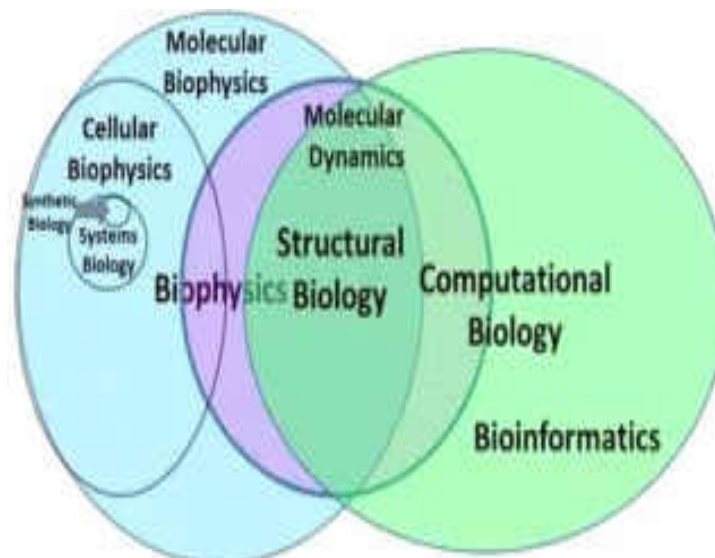 Molecular
Biophysics
Cellular
Biophysics
Synthetic
Biology
Systems
Biology
Biophysics
Molecular
Dynamics
Structural
Biology
Computational
Biology
Bioinformatics